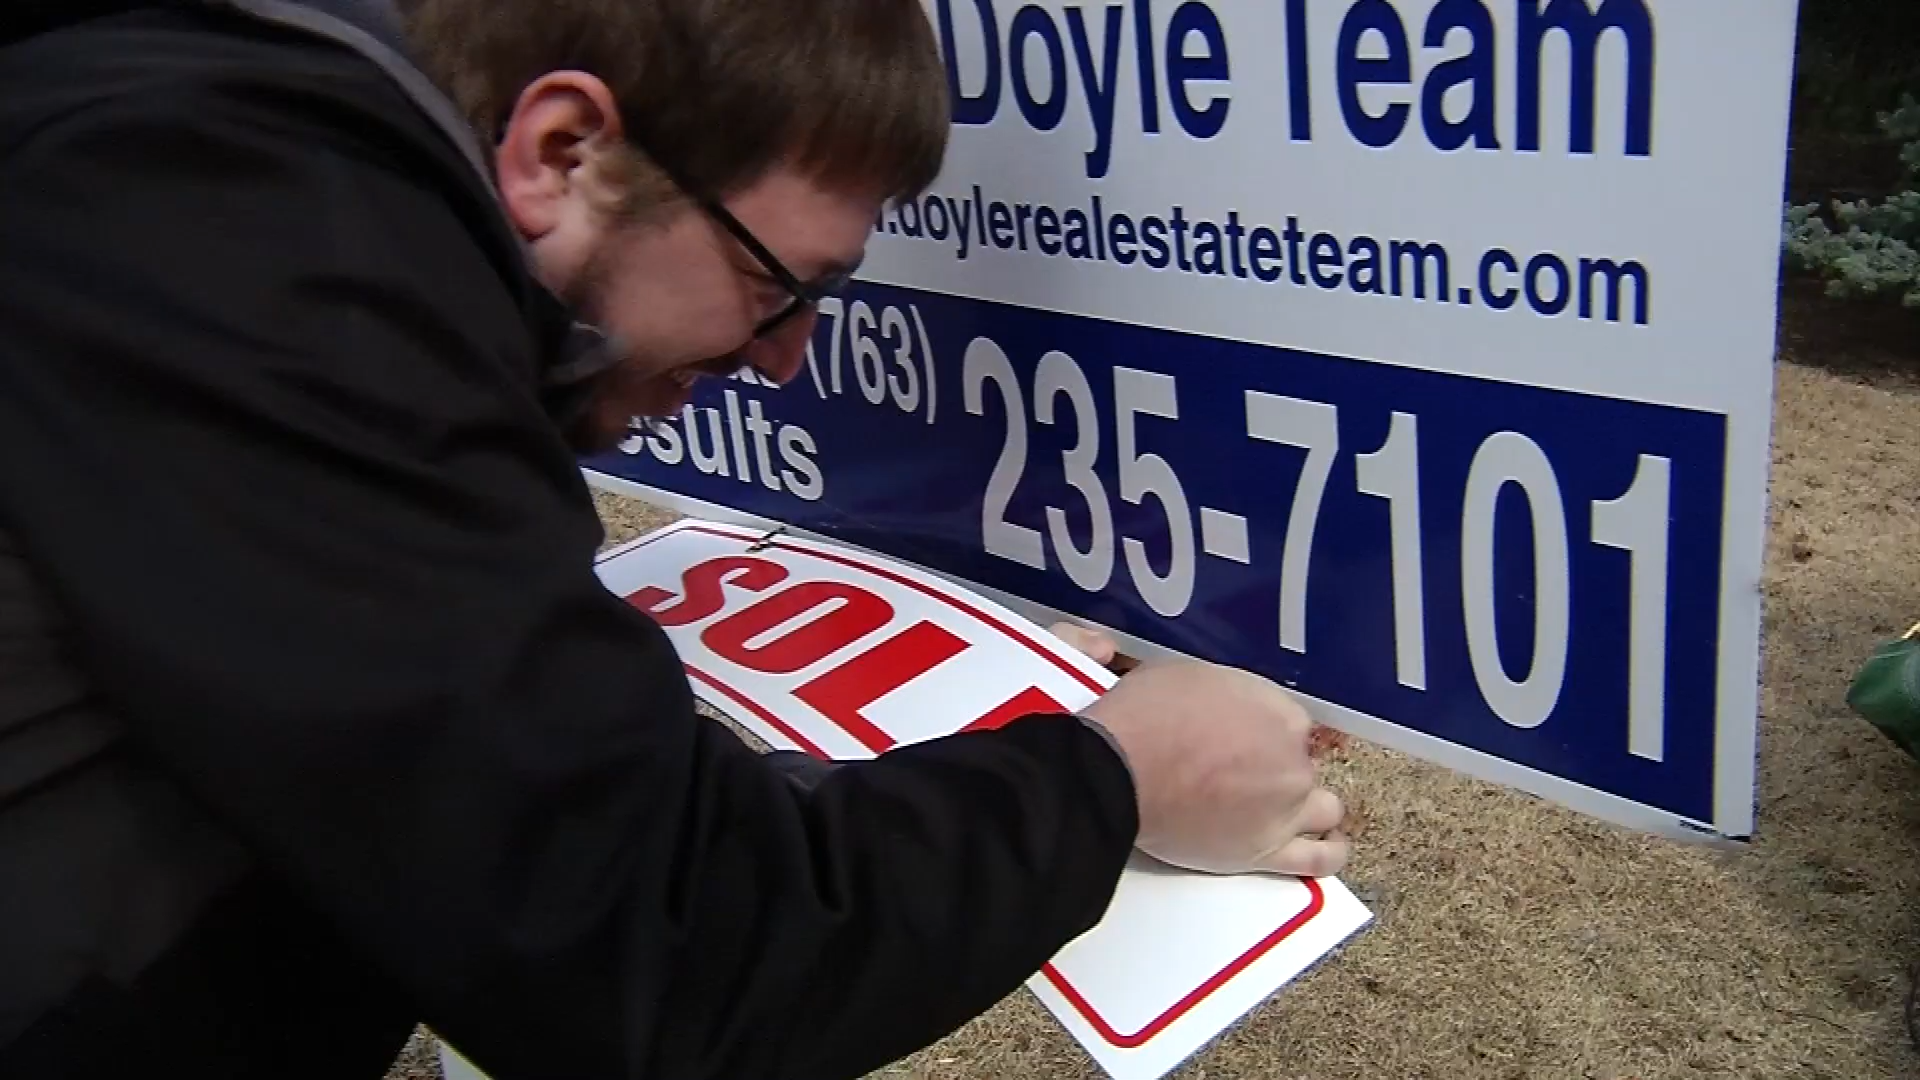 Doyle Team
.doylerealestateteam.com
(763) 235-7101
esults
SOL